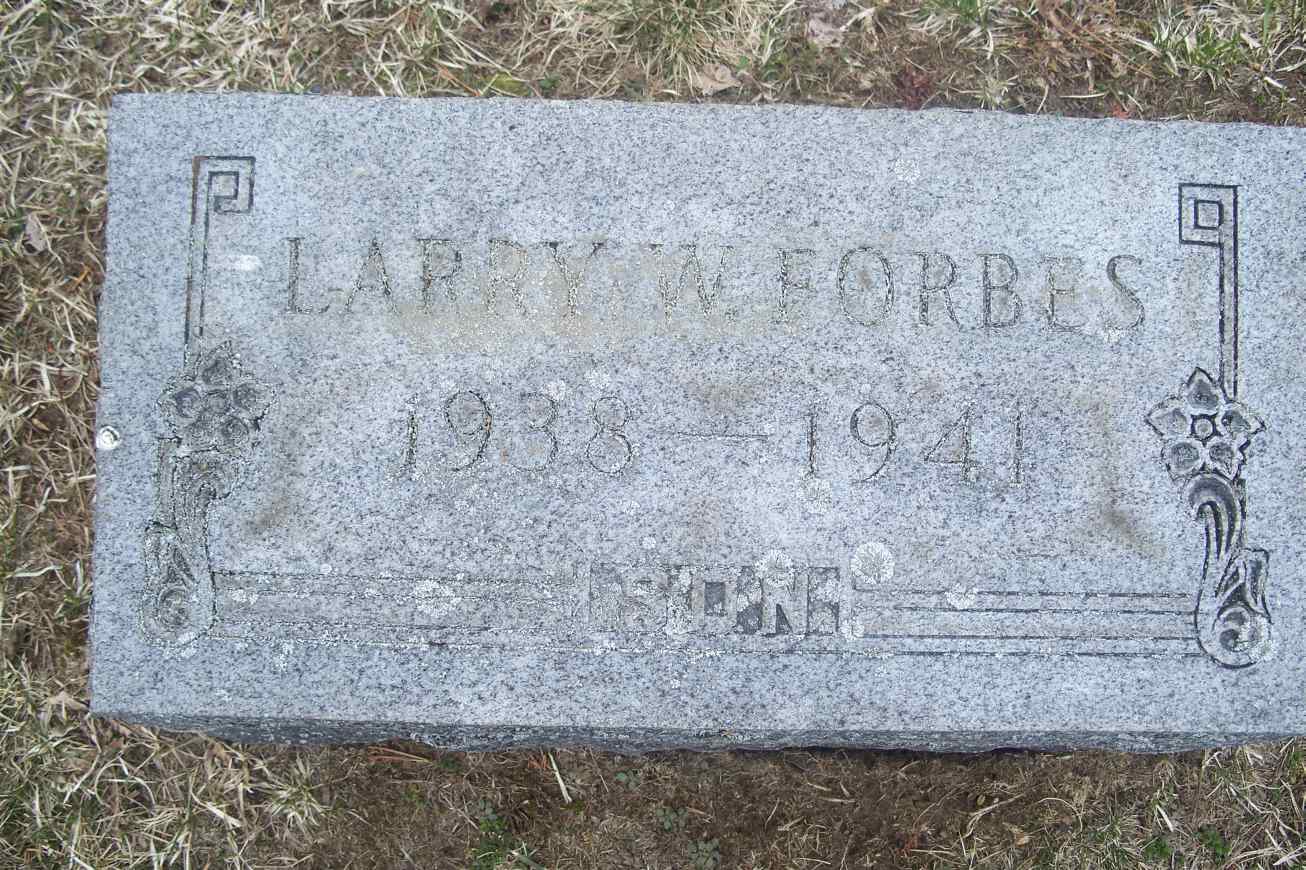 LARRY W. FORBES
1938 — 1941